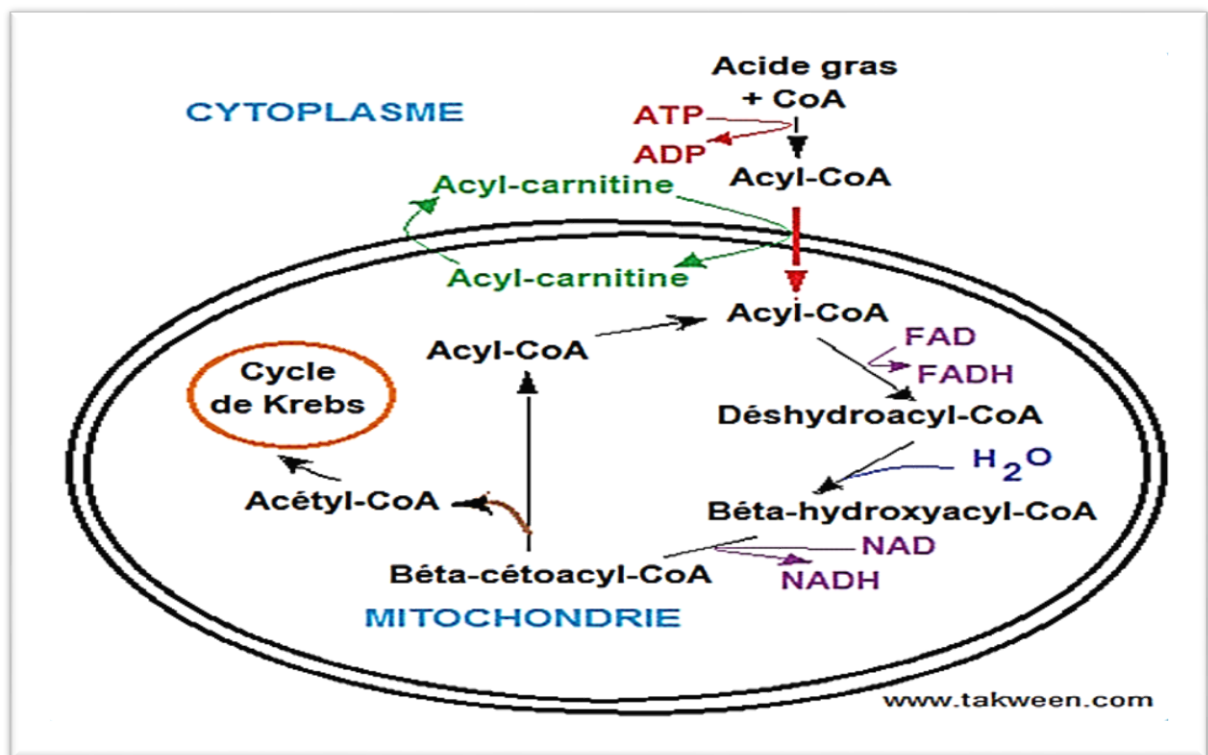 Acide gras
+ CoA
CYTOPLASME
ATP
ADP
Acyl-CoA
Acyl-carnitine
Acyl-carnitine
Acyl-CoA
Acyl-CoA
FAD
FADH
Cycle
de Krebs
Déshydroacyl-CoA
H₂O
Acétyl-CoA
Béta-hydroxyacyl-CoA
NAD
NADH
Béta-cétoacyl-CoA
MITOCHONDRIE
www.takween.com